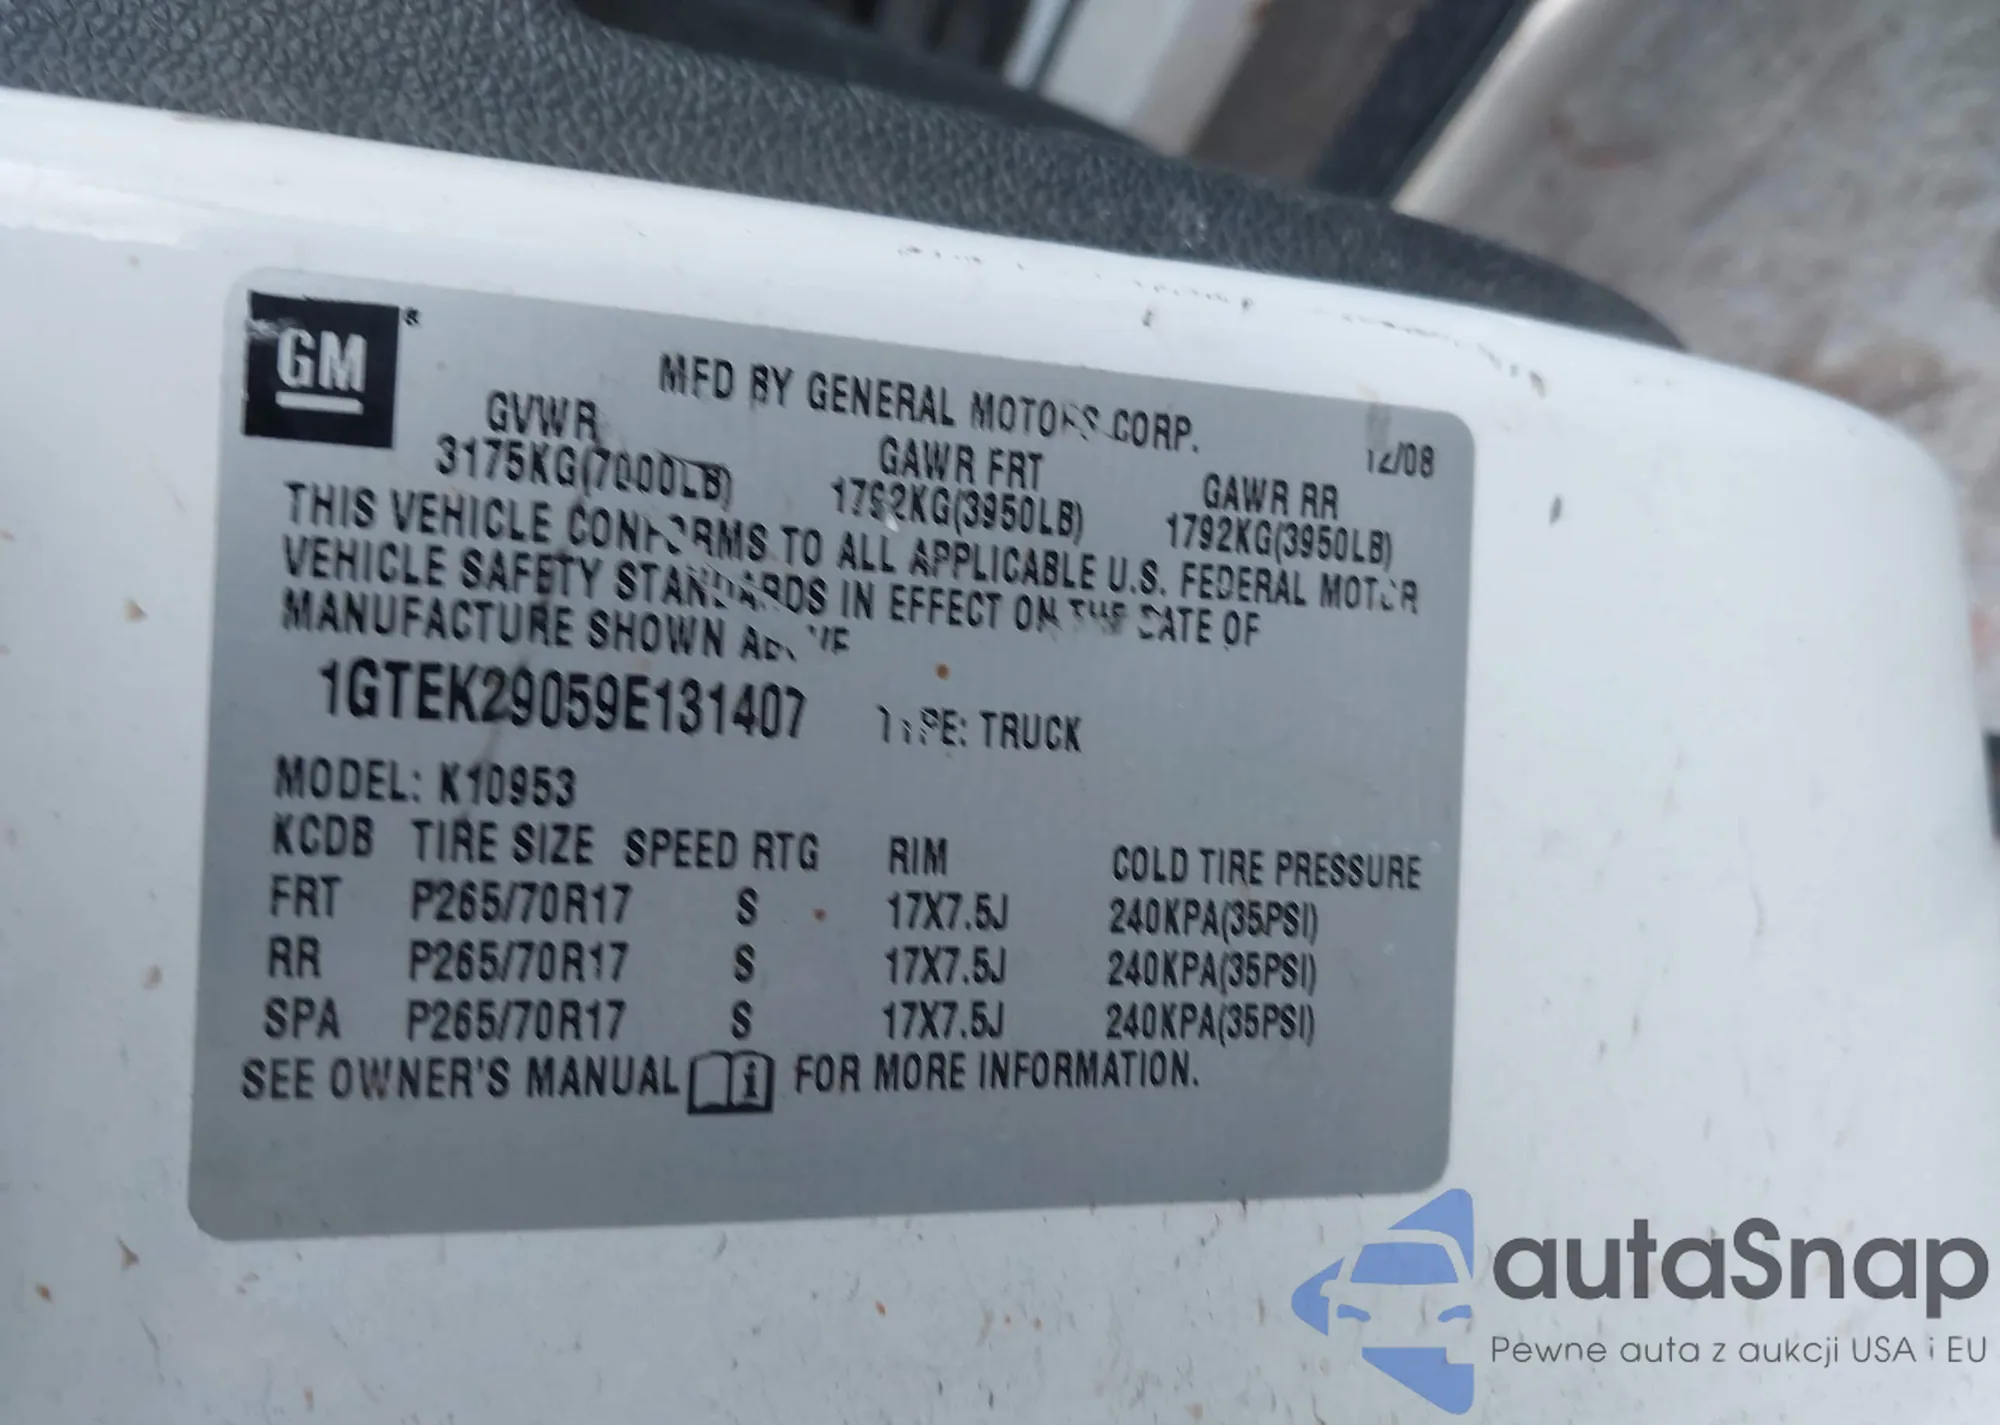 GM®
MFD BY GENERAL MOTORS CORP. 12/08
GVWR GAWR FRT GAWR RR
3175KG(7000LB) 1792KG(3950LB) 1792KG(3950LB)
THIS VEHICLE CONFORMS TO ALL APPLICABLE U.S. FEDERAL MOTOR
VEHICLE SAFETY STANDARDS IN EFFECT ON THE DATE OF
MANUFACTURE SHOWN ABOVE
1GTEK29059E131407 TYPE: TRUCK
MODEL: K10953
KCDB TIRE SIZE SPEED RTG RIM COLD TIRE PRESSURE
FRT P265/70R17 S 17X7.5J 240KPA(35PSI)
RR P265/70R17 S 17X7.5J 240KPA(35PSI)
SPA P265/70R17 S 17X7.5J 240KPA(35PSI)
SEE OWNER'S MANUAL i FOR MORE INFORMATION.
autaSnap
Pewne auta z aukcji USA i EU